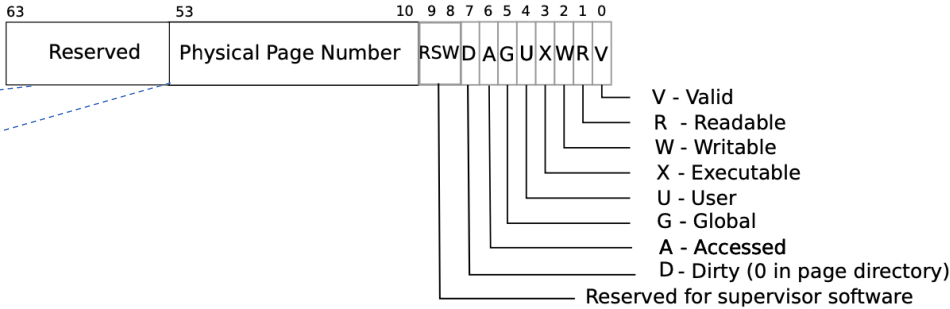 63 53 10 9 8 7 6 5 4 3 2 1 0
Reserved Physical Page Number RSW D A G U X W R V
V - Valid
R - Readable
W - Writable
X - Executable
U - User
G - Global
A - Accessed
D - Dirty (0 in page directory)
Reserved for supervisor software